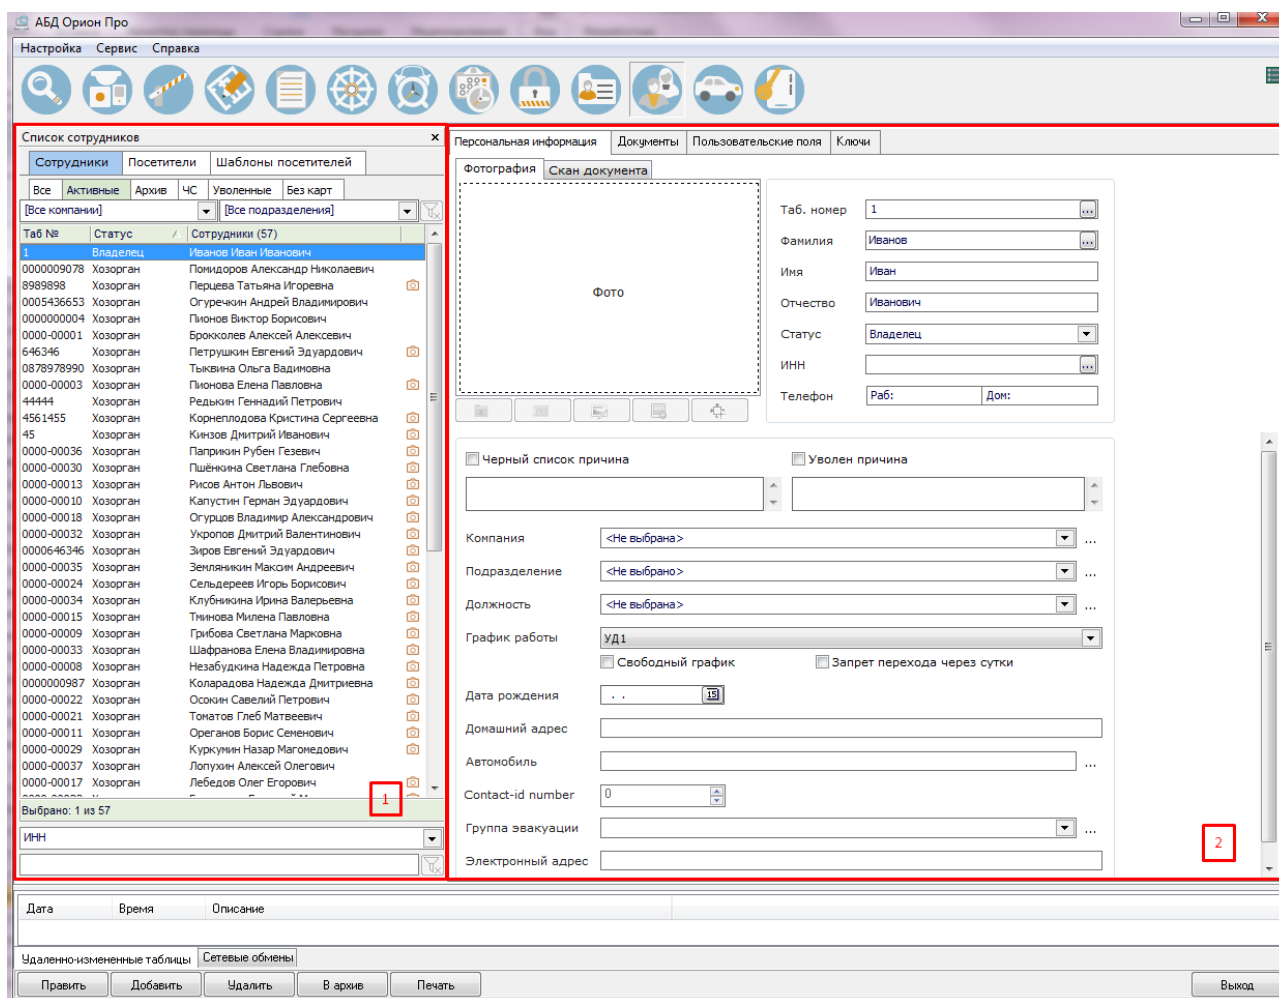 АБД Орион Про
Настройка Сервис Справка
Список сотрудников
Сотрудники Посетители Шаблоны посетителей
Все Активные Архив ЧС Уволенные Без карт
[Все компании] [Все подразделения]
Таб № Статус Сотрудники (57)
1 Владелец Иванов Иван Иванович
0000009078 Хозорган Помидоров Александр Николаевич
8989898 Хозорган Перцева Татьяна Игоревна
0005436653 Хозорган Огуречкин Андрей Владимирович
0000000004 Хозорган Пионов Виктор Борисович
0000-00001 Хозорган Брокколев Алексей Алексевич
646346 Хозорган Петрушкин Евгений Эдуардович
0878978990 Хозорган Тыквина Ольга Вадимовна
0000-00003 Хозорган Пионова Елена Павловна
44444 Хозорган Редькин Геннадий Петрович
4561455 Хозорган Корнеплодова Кристина Сергеевна
45 Хозорган Кинзов Дмитрий Иванович
0000-00036 Хозорган Паприкин Рубен Гезевич
0000-00030 Хозорган Пшёнкина Светлана Глебовна
0000-00013 Хозорган Рисов Антон Львович
0000-00010 Хозорган Капустин Герман Эдуардович
0000-00018 Хозорган Огурцов Владимир Александрович
0000-00032 Хозорган Укропов Дмитрий Валентинович
0000646346 Хозорган Зиров Евгений Эдуардович
0000-00035 Хозорган Земляникин Максим Андреевич
0000-00024 Хозорган Сельдереев Игорь Борисович
0000-00034 Хозорган Клубникина Ирина Валерьевна
0000-00015 Хозорган Тминова Милена Павловна
0000-00009 Хозорган Грибова Светлана Марковна
0000-00033 Хозорган Шафранова Елена Владимировна
0000-00008 Хозорган Незабудкина Надежда Петровна
0000000987 Хозорган Коларадова Надежда Дмитриевна
0000-00022 Хозорган Осокин Савелий Петрович
0000-00021 Хозорган Томатов Глеб Матвеевич
0000-00011 Хозорган Ореганов Борис Семенович
0000-00029 Хозорган Куркумин Назар Магомедович
0000-00037 Хозорган Лопухин Алексей Олегович
0000-00017 Хозорган Лебедов Олег Егорович
1
Выбрано: 1 из 57
ИНН
Персональная информация Документы Пользовательские поля Ключи
Фотография Скан документа
Фото
Таб. номер 1 ...
Фамилия Иванов ...
Имя Иван
Отчество Иванович
Статус Владелец
ИНН ...
Телефон Раб: Дом:
Черный список причина Уволен причина
Компания <Не выбрана> ...
Подразделение <Не выбрано> ...
Должность <Не выбрана> ...
График работы УД1
Свободный график Запрет перехода через сутки
Дата рождения . . 15
Домашний адрес
Автомобиль ...
Contact-id number 0
Группа эвакуации ...
Электронный адрес
2
Дата Время Описание
Удаленно-измененные таблицы Сетевые обмены
Править Добавить Удалить В архив Печать Выход